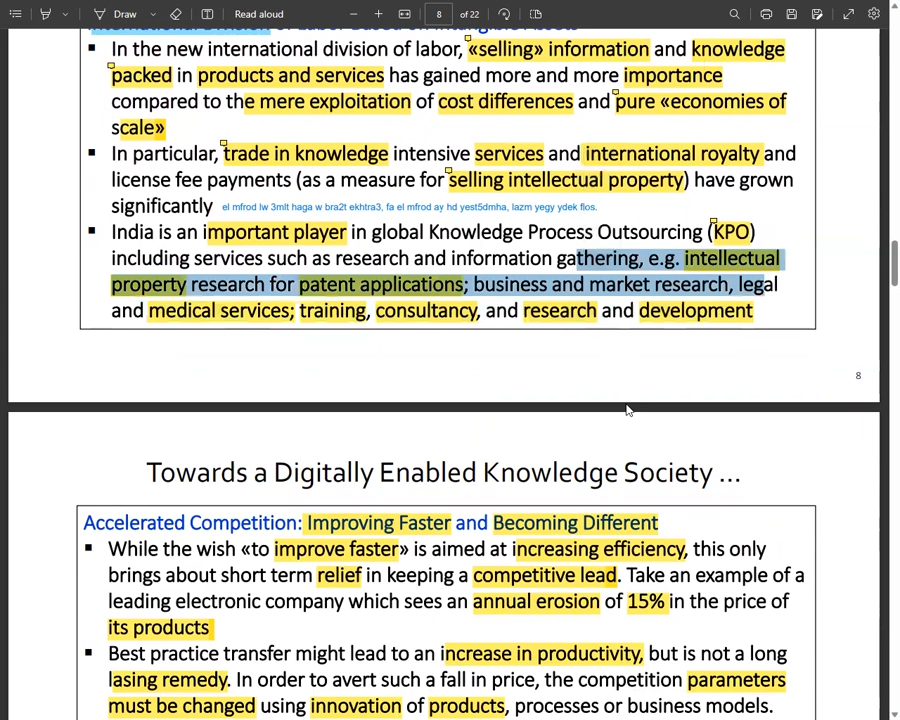 Draw
Read aloud
8 of 22
International Division of Labor Based on Intangible Assets
▪ In the new international division of labor, «selling» information and knowledge
packed in products and services has gained more and more importance
compared to the mere exploitation of cost differences and pure «economies of
scale»
▪ In particular, trade in knowledge intensive services and international royalty and
license fee payments (as a measure for selling intellectual property) have grown
significantly el mfrod lw 3mlt haga w bra2t ekhtra3, fa el mfrod ay hd yest5dmha, lazm yegy ydek flos.
▪ India is an important player in global Knowledge Process Outsourcing (KPO)
including services such as research and information gathering, e.g. intellectual
property research for patent applications; business and market research, legal
and medical services; training, consultancy, and research and development
8
Towards a Digitally Enabled Knowledge Society ...
Accelerated Competition: Improving Faster and Becoming Different
▪ While the wish «to improve faster» is aimed at increasing efficiency, this only
brings about short term relief in keeping a competitive lead. Take an example of a
leading electronic company which sees an annual erosion of 15% in the price of
its products
▪ Best practice transfer might lead to an increase in productivity, but is not a long
lasing remedy. In order to avert such a fall in price, the competition parameters
must be changed using innovation of products, processes or business models.